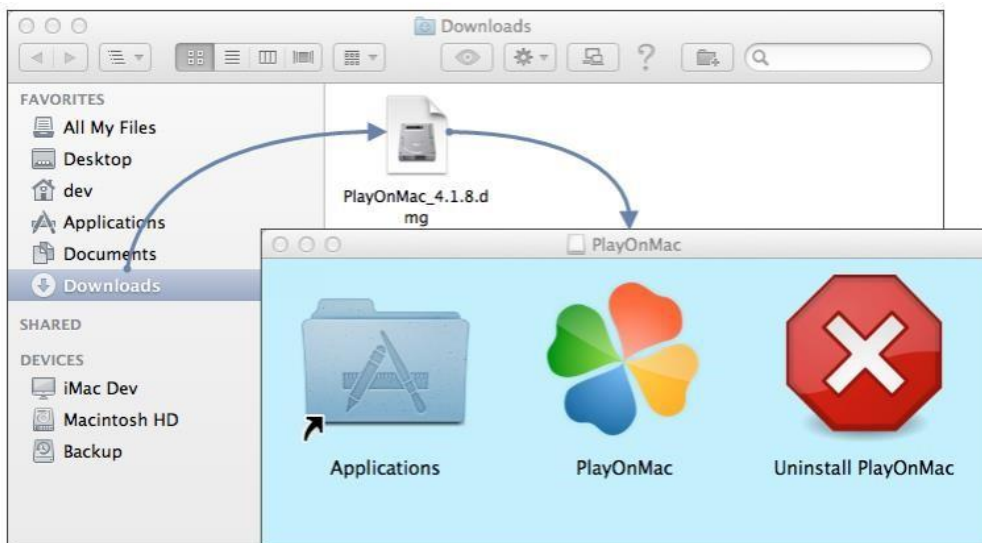 Downloads
FAVORITES
All My Files
Desktop
dev
Applications
Documents
Downloads
SHARED
DEVICES
iMac Dev
Macintosh HD
Backup
PlayOnMac_4.1.8.d
mg
PlayOnMac
Applications
PlayOnMac
Uninstall PlayOnMac